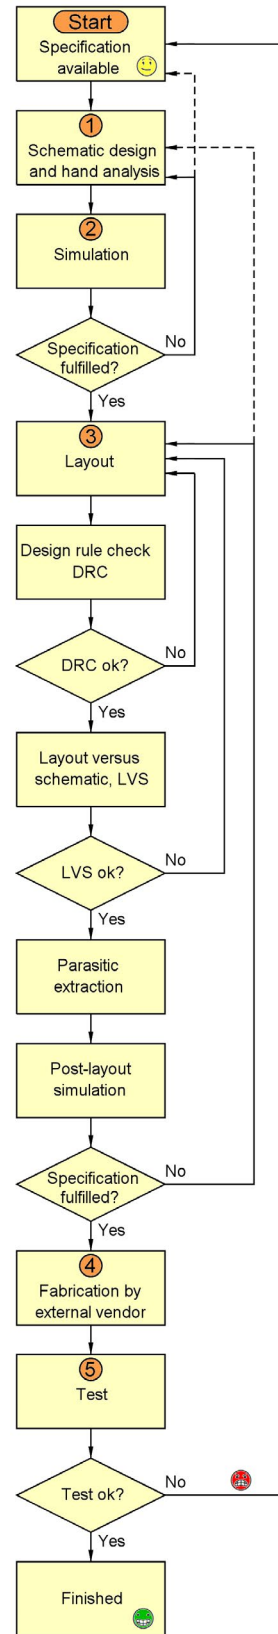 Start
Specification
available
1
Schematic design
and hand analysis
2
Simulation
Specification
fulfilled?
No
Yes
3
Layout
Design rule check
DRC
DRC ok?
No
Yes
Layout versus
schematic, LVS
LVS ok?
No
Yes
Parasitic
extraction
Post-layout
simulation
Specification
fulfilled?
No
Yes
4
Fabrication by
external vendor
5
Test
Test ok?
No
Yes
Finished